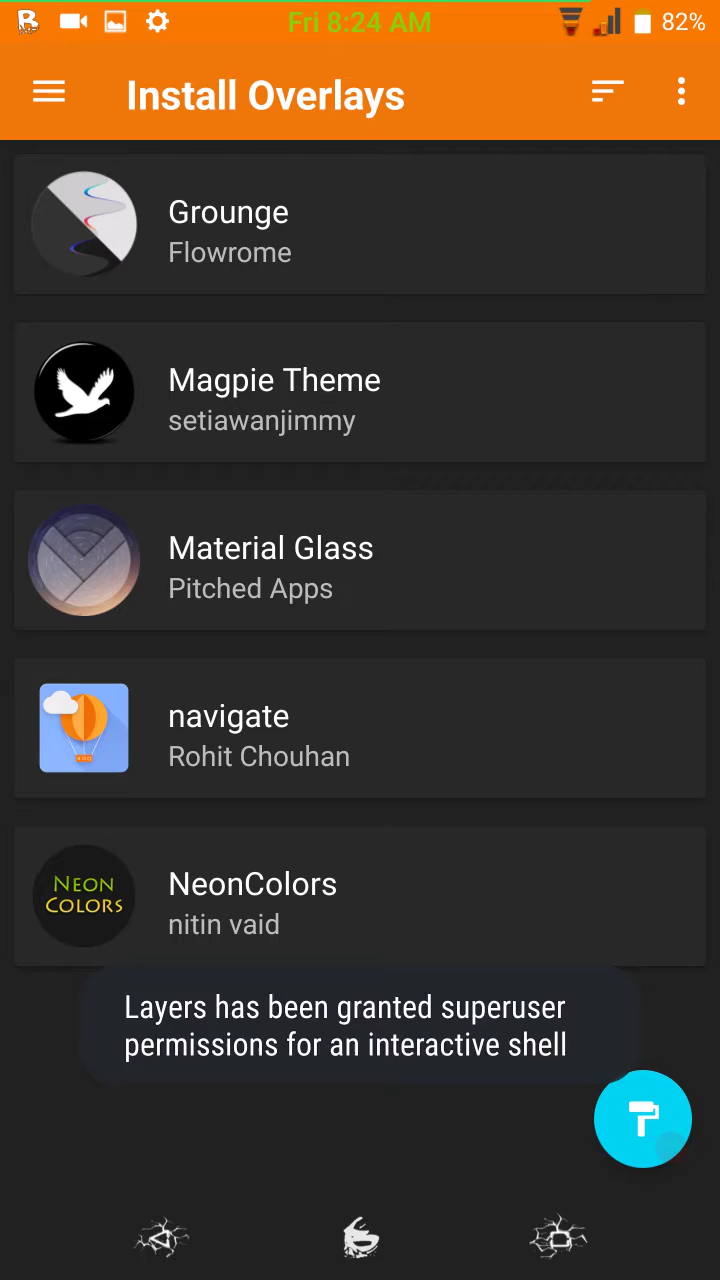 Fri 8:24 AM
82%
Install Overlays
Grounge
Flowrome
Magpie Theme
setiawanjimmy
Material Glass
Pitched Apps
navigate
Rohit Chouhan
NEON
COLORS
NeonColors
nitin vaid
Layers has been granted superuser
permissions for an interactive shell